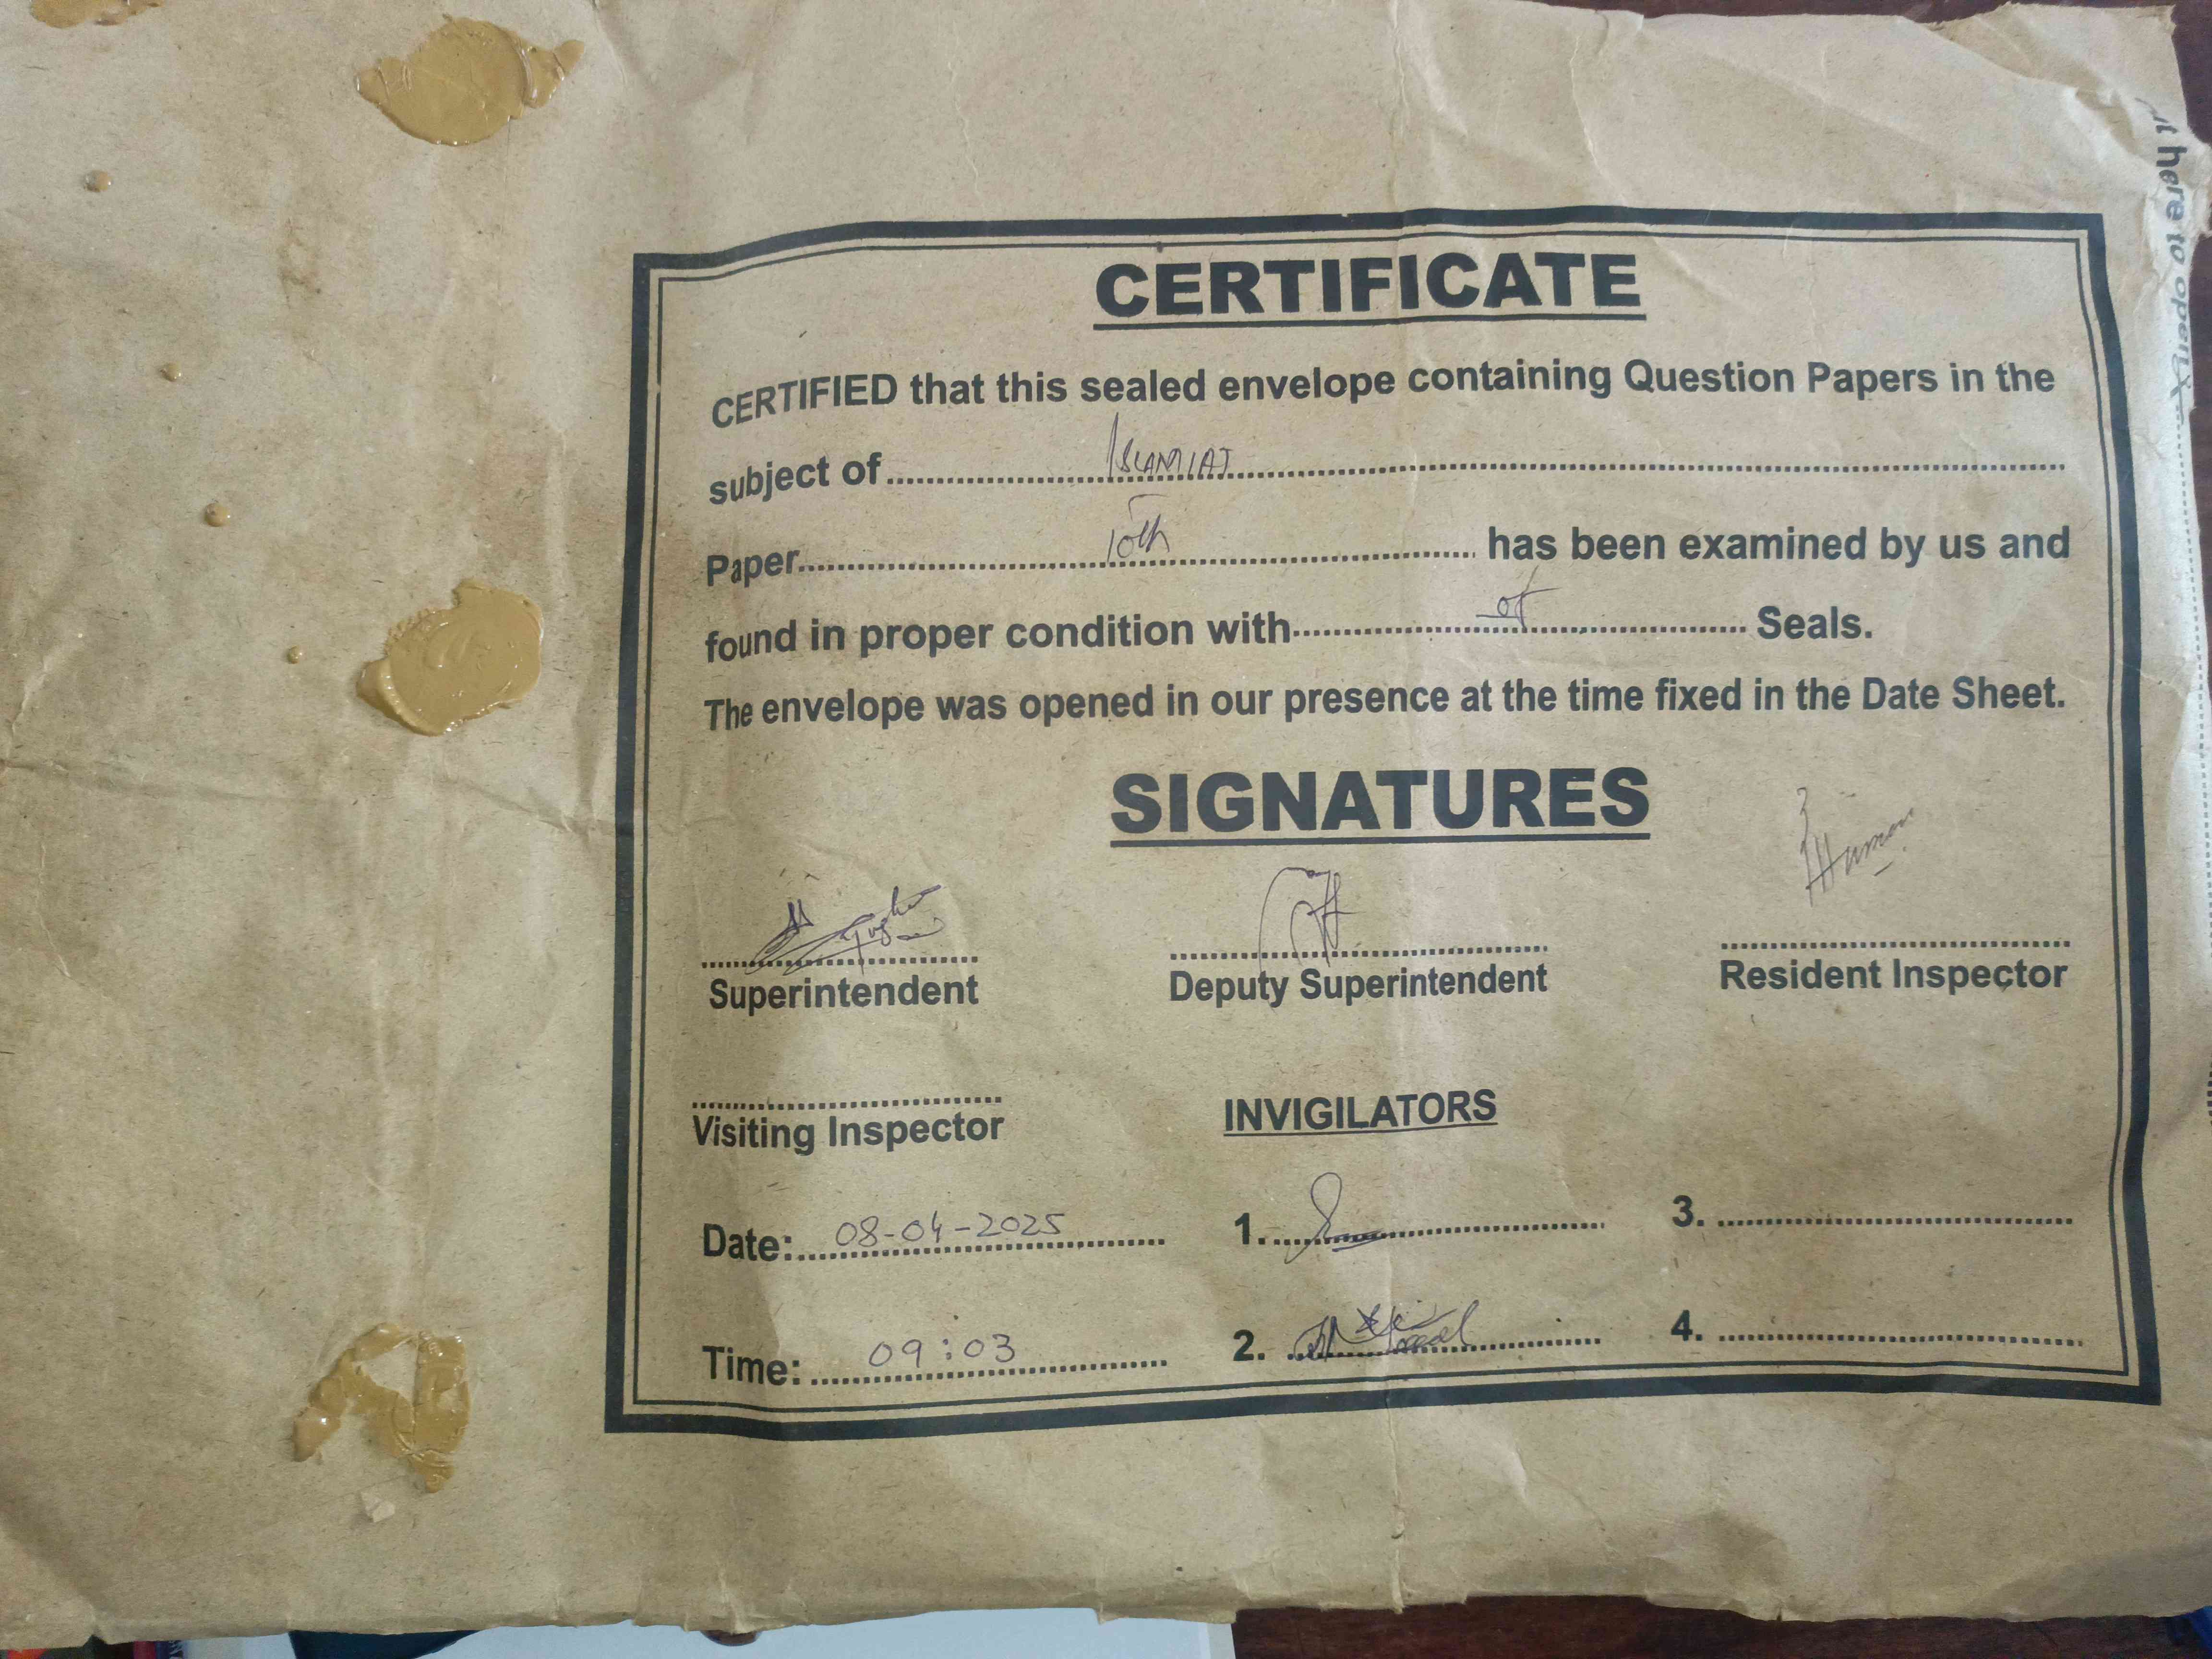 CERTIFICATE
CERTIFIED that this sealed envelope containing Question Papers in the
subject of ISLAMIAT
Paper 10th has been examined by us and
found in proper condition with Seals.
The envelope was opened in our presence at the time fixed in the Date Sheet.
SIGNATURES
Superintendent Deputy Superintendent Resident Inspector
Visiting Inspector INVIGILATORS
Date: 08-04-2025 1. 3.
Time: 09:03 2. 4.
here to open